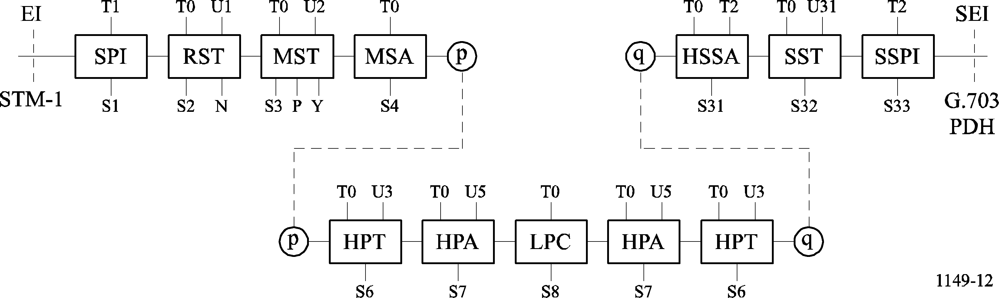 T1 T0 U1 T0 U2 T0 T0 T2 T0 U31 T2
EI SEI
SPI RST MST MSA p q HSSA SST SSPI
STM-1 G.703
PDH
S1 S2 N S3 P Y S4 S31 S32 S33
T0 U3 T0 U5 T0 T0 U5 T0 U3
p HPT HPA LPC HPA HPT q
S6 S7 S8 S7 S6
1149-12